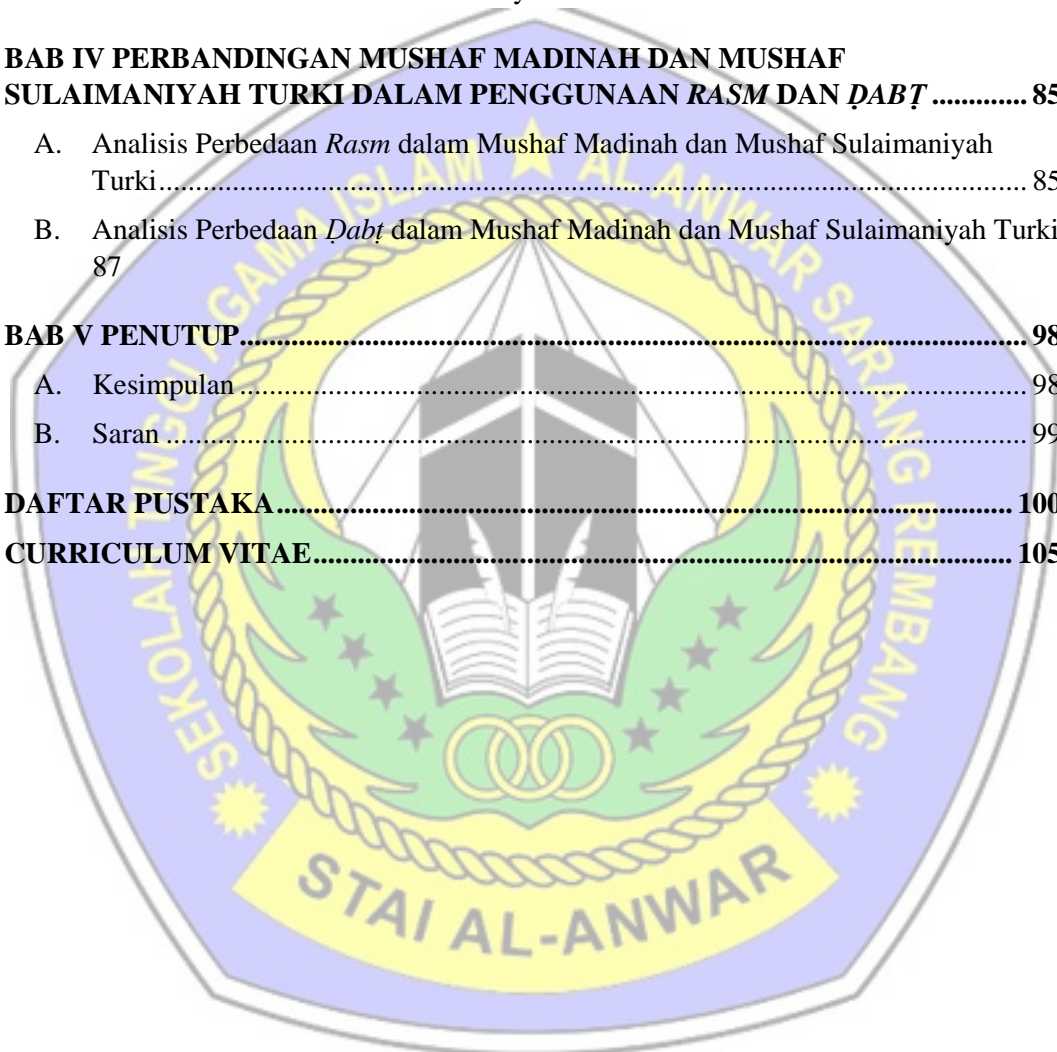 BAB IV PERBANDINGAN MUSHAF MADINAH DAN MUSHAF
SULAIMANIYAH TURKI DALAM PENGGUNAAN RASM DAN ḌABṬ ............. 85
A. Analisis Perbedaan Rasm dalam Mushaf Madinah dan Mushaf Sulaimaniyah
Turki.................................................................................................. 85
B. Analisis Perbedaan Ḍabṭ dalam Mushaf Madinah dan Mushaf Sulaimaniyah Turki
87
BAB V PENUTUP......................................................................................... 98
A. Kesimpulan .................................................................................................. 98
B. Saran ........................................................................................................... 99
DAFTAR PUSTAKA.................................................................................... 100
CURRICULUM VITAE................................................................................ 105
SEKOLAH TINGGI AGAMA ISLAM AL ANWAR SARANG REMBANG
STAI AL-ANWAR